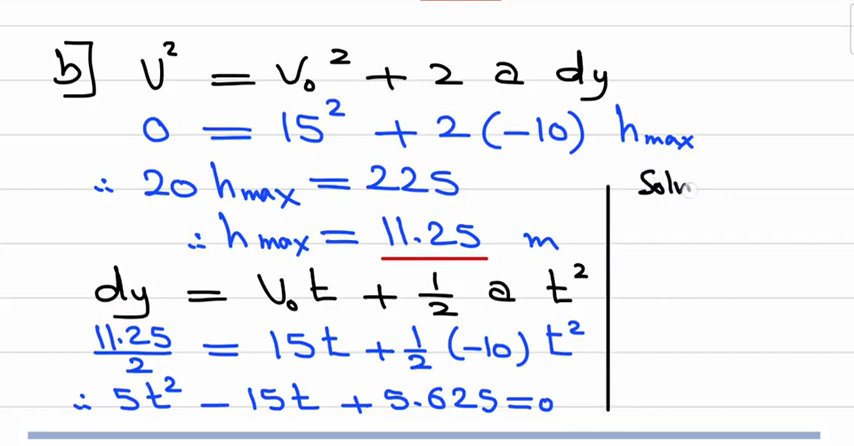 b] V² = V₀² + 2 a dy
0 = 15² + 2 (-10) hmax
∴ 20 hmax = 225
∴ hmax = 11.25 m
dy = V₀t + 1/2 a t²
11.25/2 = 15t + 1/2 (-10) t²
∴ 5t² - 15t + 5.625 = 0
Solv